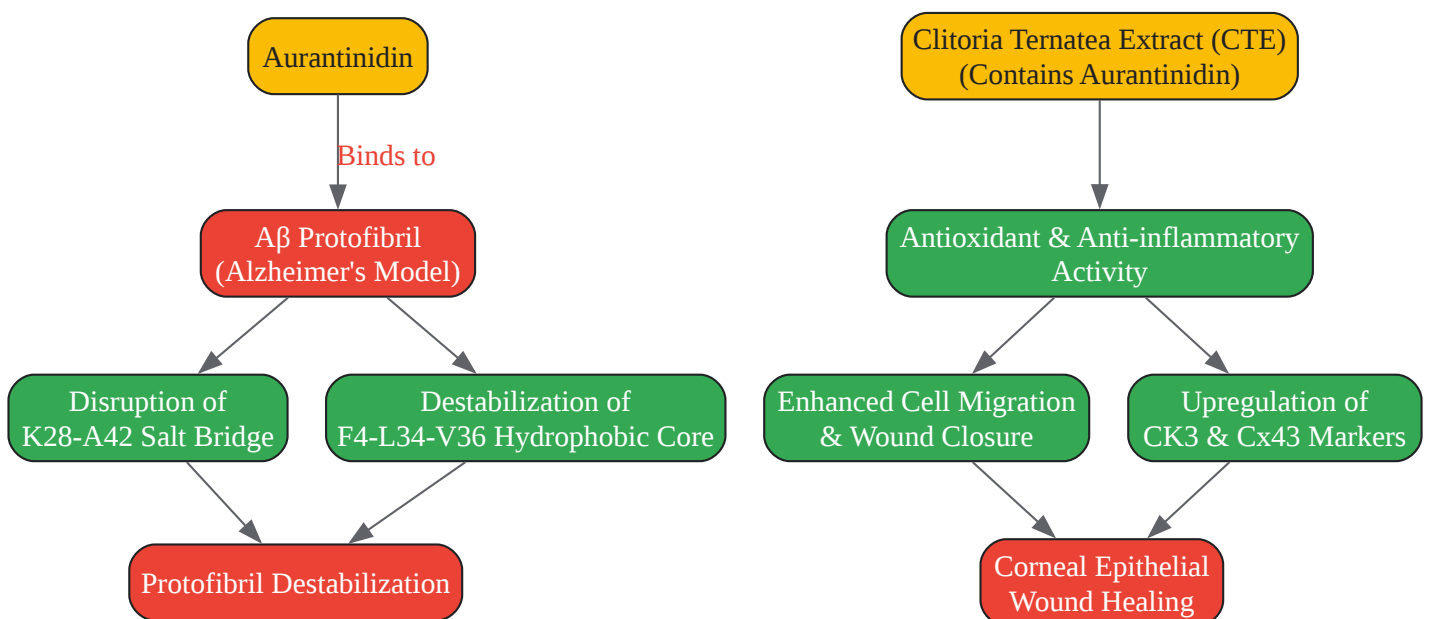 Aurantinidin
Binds to
Aβ Protofibril
(Alzheimer's Model)
Disruption of
K28-A42 Salt Bridge
Destabilization of
F4-L34-V36 Hydrophobic Core
Protofibril Destabilization
Clitoria Ternatea Extract (CTE)
(Contains Aurantinidin)
Antioxidant & Anti-inflammatory
Activity
Enhanced Cell Migration
& Wound Closure
Upregulation of
CK3 & Cx43 Markers
Corneal Epithelial
Wound Healing